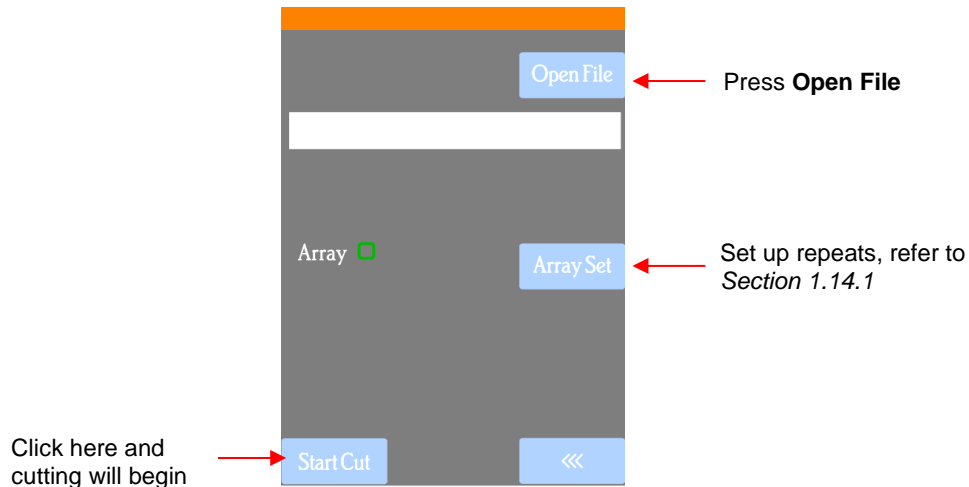 Open File
Press Open File
Array
Array Set
Set up repeats, refer to
Section 1.14.1
Click here and
cutting will begin
Start Cut
<<<